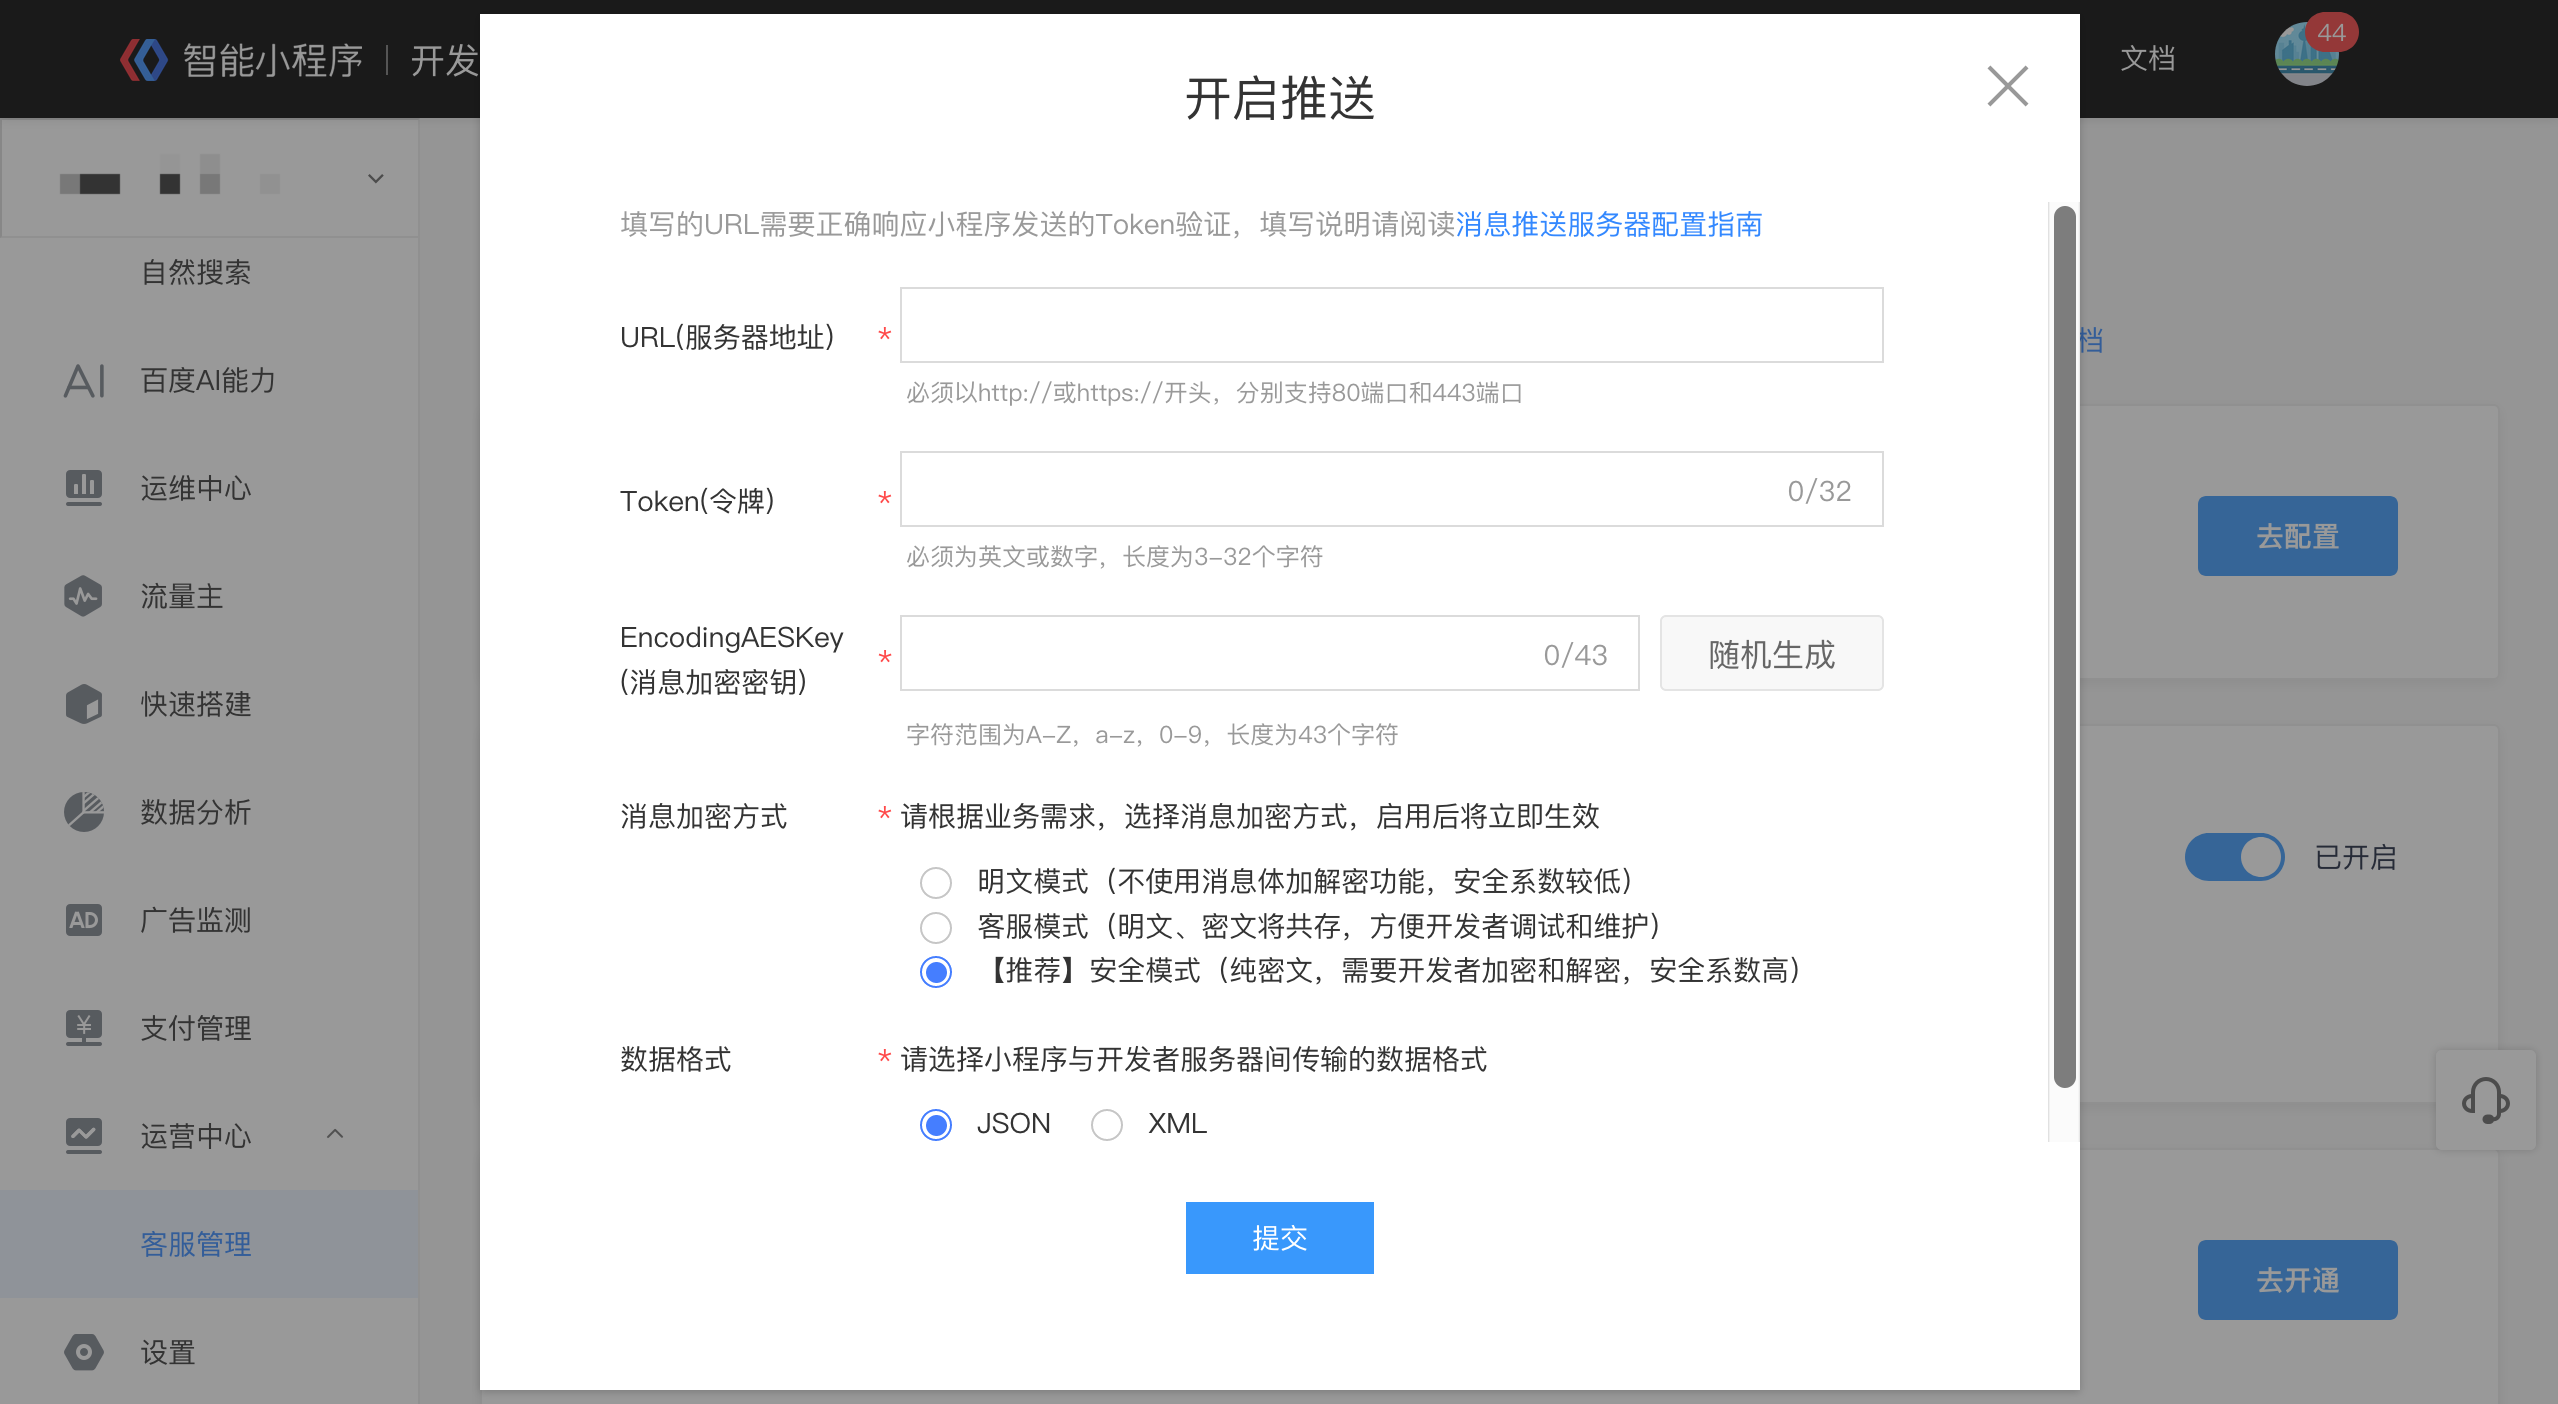 智能小程序 | 开发
文档
44
自然搜索
百度AI能力
运维中心
流量主
快速搭建
数据分析
AD
广告监测
支付管理
运营中心
客服管理
设置
开启推送
填写的URL需要正确响应小程序发送的Token验证，填写说明请阅读消息推送服务器配置指南
URL(服务器地址) *
必须以http://或https://开头，分别支持80端口和443端口
Token(令牌) * 0/32
必须为英文或数字，长度为3-32个字符
EncodingAESKey
(消息加密密钥) * 0/43 随机生成
字符范围为A-Z，a-z，0-9，长度为43个字符
消息加密方式 * 请根据业务需求，选择消息加密方式，启用后将立即生效
明文模式（不使用消息体加解密功能，安全系数较低）
客服模式（明文、密文将共存，方便开发者调试和维护）
【推荐】安全模式（纯密文，需要开发者加密和解密，安全系数高）
数据格式 * 请选择小程序与开发者服务器间传输的数据格式
JSON XML
提交
档
去配置
已开启
去开通